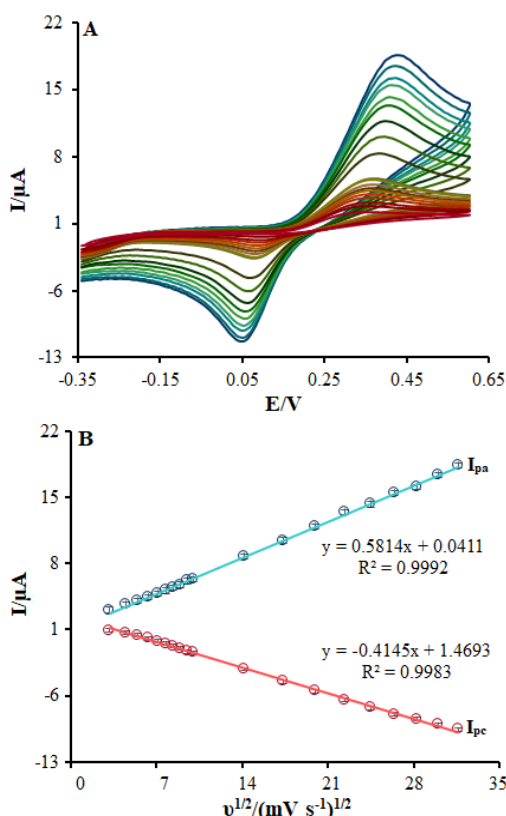 A
22
15
8
1
-6
-13
I/µA
-0.35 -0.15 0.05 0.25 0.45 0.65
E/V
B
22
15
8
1
-6
-13
I/µA
Ipa
y = 0.5814x + 0.0411
R² = 0.9992
y = -0.4145x + 1.4693
R² = 0.9983
Ipc
0 7 14 21 28 35
υ^1/2/(mV s⁻¹)^1/2